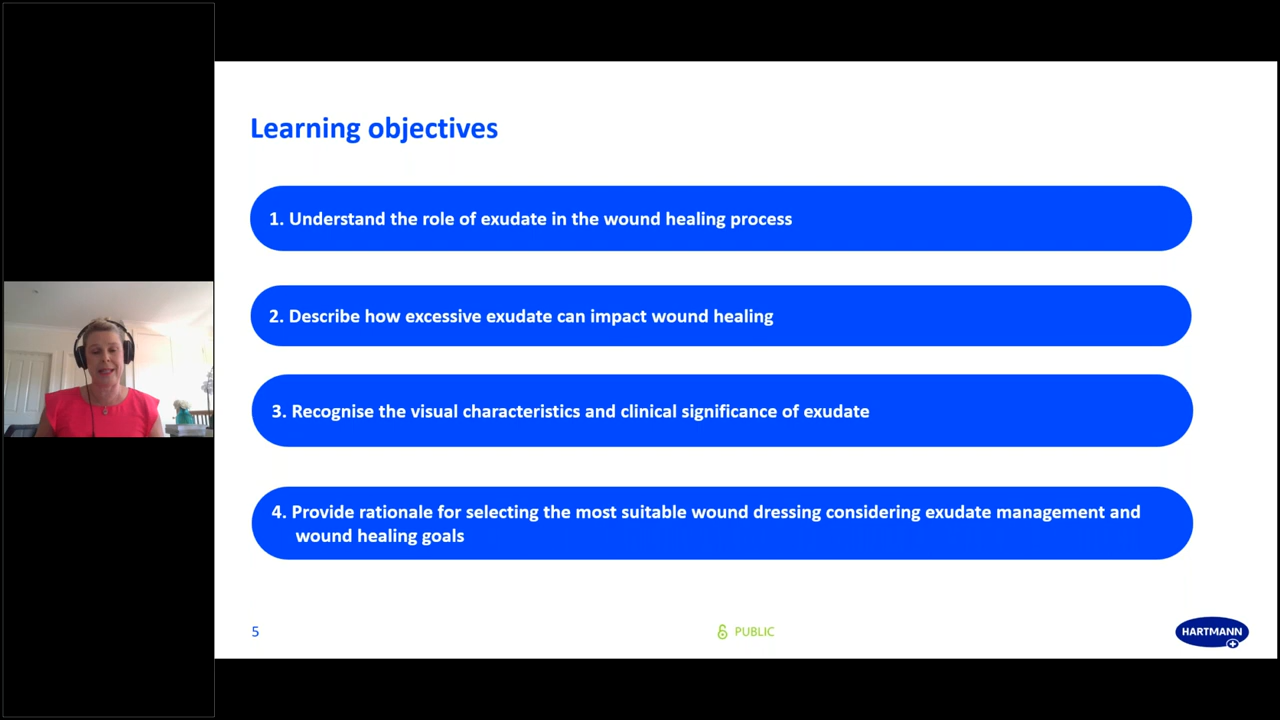 Learning objectives
1. Understand the role of exudate in the wound healing process
2. Describe how excessive exudate can impact wound healing
3. Recognise the visual characteristics and clinical significance of exudate
4. Provide rationale for selecting the most suitable wound dressing considering exudate management and
wound healing goals
5
PUBLIC
HARTMANN